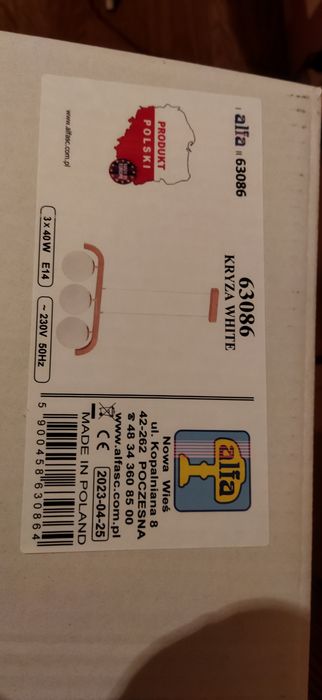 I alfa II 63086
PRODUKT
POLSKI
www.alfasc.com.pl
63086
KRYZA WHITE
3 x 40W E14
~ 230V 50Hz
alfa
Nowa Wieś
ul. Kopalniana 8
42-262 POCZESNA
☎ 48 34 360 85 00
www.alfasc.com.pl
CE 2023-04-25
MADE IN POLAND
5 900458 630864